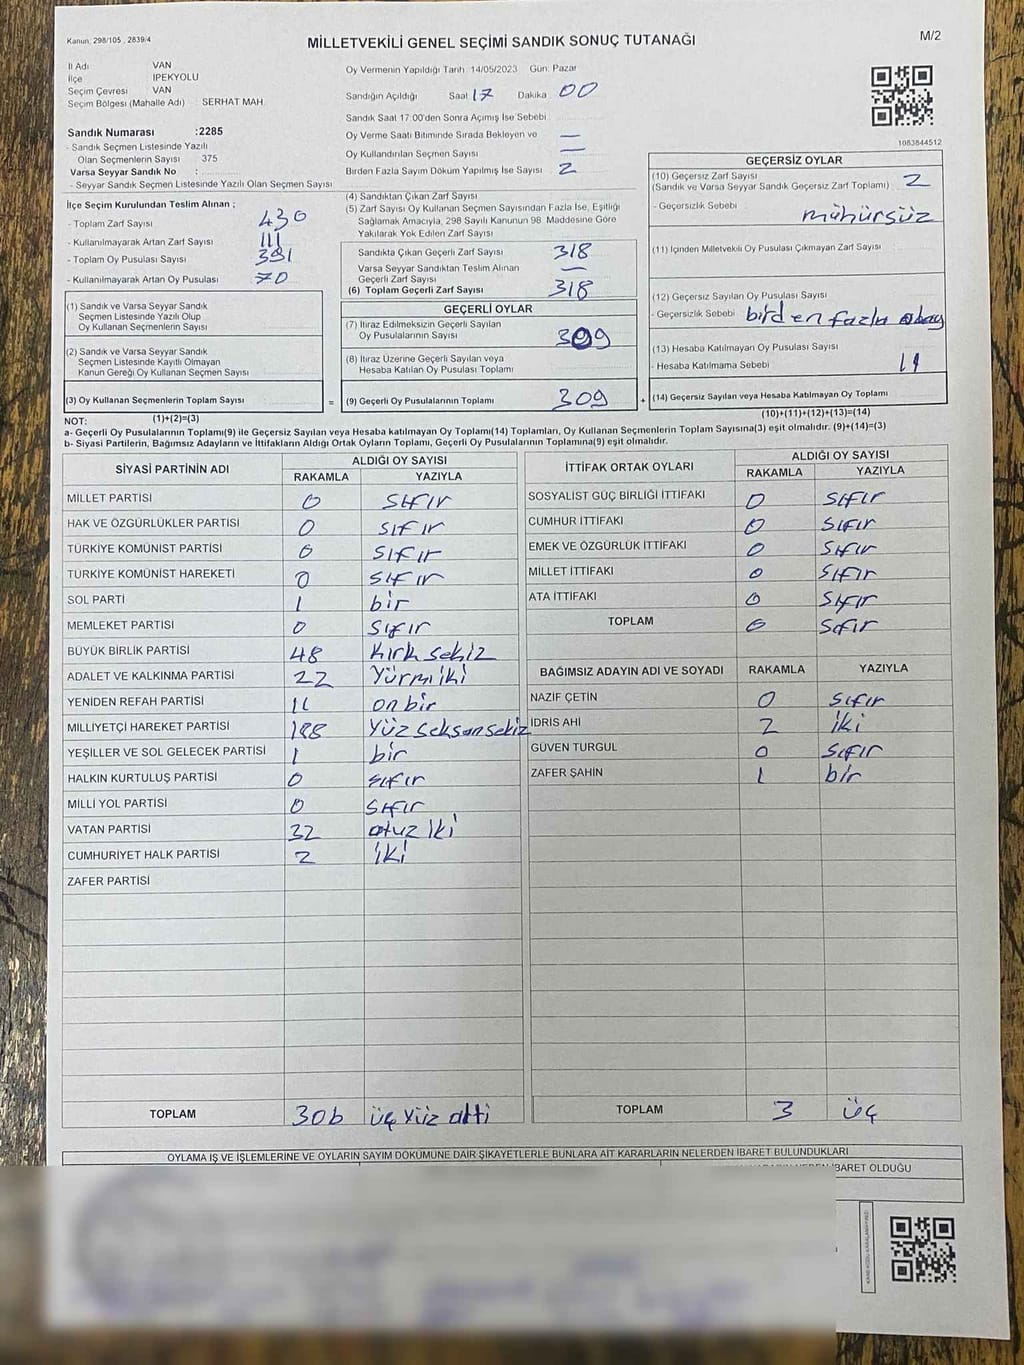 Kanun, 298/105 , 2839/4
MİLLETVEKİLİ GENEL SEÇİMİ SANDIK SONUÇ TUTANAĞI
M/2
İl Adı VAN
İlçe İPEKYOLU
Seçim Çevresi VAN
Seçim Bölgesi (Mahalle Adı) SERHAT MAH.
Sandık Numarası :2285
- Sandık Seçmen Listesinde Yazılı
Olan Seçmenlerin Sayısı 375
Varsa Seyyar Sandık No :
- Seyyar Sandık Seçmen Listesinde Yazılı Olan Seçmen Sayısı
Oy Vermenin Yapıldığı Tarih 14/05/2023 Gün: Pazar
Sandığın Açıldığı Saat 17 Dakika 00
Sandık Saat 17 00'den Sonra Açımış İse Sebebi
Oy Verme Saati Bitiminde Sırada Bekleyen ve —
Oy Kullandırılan Seçmen Sayısı —
Birden Fazla Sayım Döküm Yapılmış İse Sayısı 2
1083844512
İlçe Seçim Kurulundan Teslim Alınan ;
- Toplam Zarf Sayısı 430
- Kullanılmayarak Artan Zarf Sayısı 111
- Toplam Oy Pusulası Sayısı 391
- Kullanılmayarak Artan Oy Pusulası 70
(1) Sandık ve Varsa Seyyar Sandık
Seçmen Listesinde Yazılı Olup
Oy Kullanan Seçmenlerin Sayısı
(2) Sandık ve Varsa Seyyar Sandık
Seçmen Listesinde Kayıtlı Olmayan
Kanun Gereği Oy Kullanan Seçmen Sayısı
(3) Oy Kullanan Seçmenlerin Toplam Sayısı =
(1)+(2)=(3)
(4) Sandıktan Çıkan Zarf Sayısı
(5) Zarf Sayısı Oy Kullanan Seçmen Sayısından Fazla İse, Eşitliği
Sağlamak Amacıyla, 298 Sayılı Kanunun 98. Maddesine Göre
Yakılarak Yok Edilen Zarf Sayısı
Sandıkta Çıkan Geçerli Zarf Sayısı 318
Varsa Seyyar Sandıktan Teslim Alınan
Geçerli Zarf Sayısı —
(6) Toplam Geçerli Zarf Sayısı 318
GEÇERLİ OYLAR
(7) İtiraz Edilmeksizin Geçerli Sayılan
Oy Pusulalarının Sayısı 309
(8) İtiraz Üzerine Geçerli Sayılan veya
Hesaba Katılan Oy Pusulası Toplamı
(9) Geçerli Oy Pusulalarının Toplamı 309 +
GEÇERSİZ OYLAR
(10) Geçersiz Zarf Sayısı
(Sandık ve Varsa Seyyar Sandık Geçersiz Zarf Toplamı) 2
- Geçersizlik Sebebi mühürsüz
(11) İçinden Milletvekili Oy Pusulası Çıkmayan Zarf Sayısı
(12) Geçersiz Sayılan Oy Pusulası Sayısı
- Geçersizlik Sebebi birden fazla
(13) Hesaba Katılmayan Oy Pusulası Sayısı
- Hesaba Katılmama Sebebi 11
(14) Geçersiz Sayılan veya Hesaba Katılmayan Oy Toplamı
(10)+(11)+(12)+(13)=(14)
NOT:
a- Geçerli Oy Pusulalarının Toplamı(9) ile Geçersiz Sayılan veya Hesaba Katılmayan Oy Toplamı(14) Toplamları, Oy Kullanan Seçmenlerin Toplam Sayısına(3) eşit olmalıdır. (9)+(14)=(3)
b- Siyasi Partilerin, Bağımsız Adayların ve İttifakların Aldığı Ortak Oyların Toplamı, Geçerli Oy Pusulalarının Toplamına(9) eşit olmalıdır.
SİYASİ PARTİNİN ADI
ALDIĞI OY SAYISI
RAKAMLA YAZIYLA
MİLLET PARTİSİ 0 sıfır
HAK VE ÖZGÜRLÜKLER PARTİSİ 0 sıfır
TÜRKİYE KOMÜNİST PARTİSİ 0 sıfır
TÜRKİYE KOMÜNİST HAREKETİ 0 sıfır
SOL PARTİ 1 bir
MEMLEKET PARTİSİ 0 sıfır
BÜYÜK BİRLİK PARTİSİ 48 kırk sekiz
ADALET VE KALKINMA PARTİSİ 22 Yürmi iki
YENİDEN REFAH PARTİSİ 11 on bir
MİLLİYETÇİ HAREKET PARTİSİ 188 Yüz seksan sekiz
YEŞİLLER VE SOL GELECEK PARTİSİ 1 bir
HALKIN KURTULUŞ PARTİSİ 0 sıfır
MİLLİ YOL PARTİSİ 0 sıfır
VATAN PARTİSİ 32 otuz iki
CUMHURİYET HALK PARTİSİ 2 iki
ZAFER PARTİSİ
TOPLAM 306 üç yüz altı
İTTİFAK ORTAK OYLARI
ALDIĞI OY SAYISI
RAKAMLA YAZIYLA
SOSYALİST GÜÇ BİRLİĞİ İTTİFAKI 0 sıfır
CUMHUR İTTİFAKI 0 sıfır
EMEK VE ÖZGÜRLÜK İTTİFAKI 0 sıfır
MİLLET İTTİFAKI 0 sıfır
ATA İTTİFAKI 0 sıfır
TOPLAM 0 sıfır
BAĞIMSIZ ADAYIN ADI VE SOYADI RAKAMLA YAZIYLA
NAZİF ÇETİN 0 sıfır
İDRİS AHİ 2 iki
GÜVEN TURGUL 0 sıfır
ZAFER ŞAHİN 1 bir
TOPLAM 3 üç
OYLAMA İŞ VE İŞLEMLERİNE VE OYLARIN SAYIM DÖKÜMÜNE DAİR ŞİKAYETLERLE BUNLARA AİT KARARLARIN NELERDEN İBARET BULUNDUKLARI
İBARET OLDUĞU